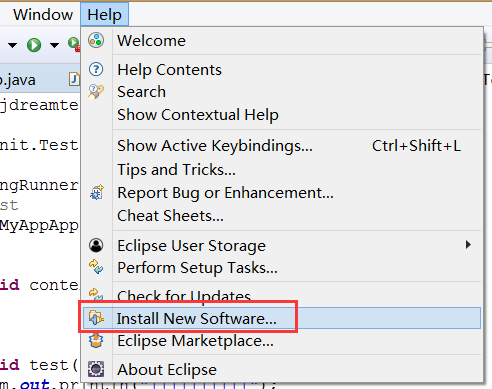 Window Help
Welcome
o.java
Help Contents
Search
jdreamte
Show Contextual Help
nit.Test
Show Active Keybindings... Ctrl+Shift+L
Tips and Tricks...
ngRunner
Report Bug or Enhancement...
st
Cheat Sheets...
MyAppApp
Eclipse User Storage
Perform Setup Tasks...
id conte
Check for Updates
Install New Software...
Eclipse Marketplace...
id test(
About Eclipse
m.out.println("